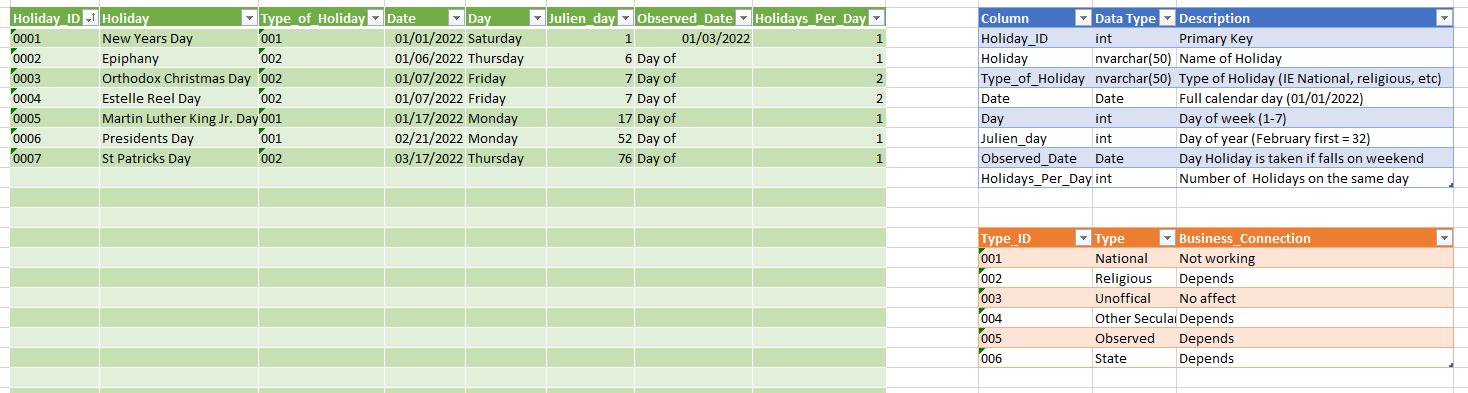 Holiday_ID Holiday Type_of_Holiday Date Day Julien_day Observed_Date Holidays_Per_Day
0001 New Years Day 001 01/01/2022 Saturday 1 01/03/2022 1
0002 Epiphany 002 01/06/2022 Thursday 6 Day of 1
0003 Orthodox Christmas Day 002 01/07/2022 Friday 7 Day of 2
0004 Estelle Reel Day 002 01/07/2022 Friday 7 Day of 2
0005 Martin Luther King Jr. Day 001 01/17/2022 Monday 17 Day of 1
0006 Presidents Day 001 02/21/2022 Monday 52 Day of 1
0007 St Patricks Day 002 03/17/2022 Thursday 76 Day of 1
Column Data Type Description
Holiday_ID int Primary Key
Holiday nvarchar(50) Name of Holiday
Type_of_Holiday nvarchar(50) Type of Holiday (IE National, religious, etc)
Date Date Full calendar day (01/01/2022)
Day int Day of week (1-7)
Julien_day int Day of year (February first = 32)
Observed_Date Date Day Holiday is taken if falls on weekend
Holidays_Per_Day int Number of Holidays on the same day
Type_ID Type Business_Connection
001 National Not working
002 Religious Depends
003 Unoffical No affect
004 Other Secular Depends
005 Observed Depends
006 State Depends